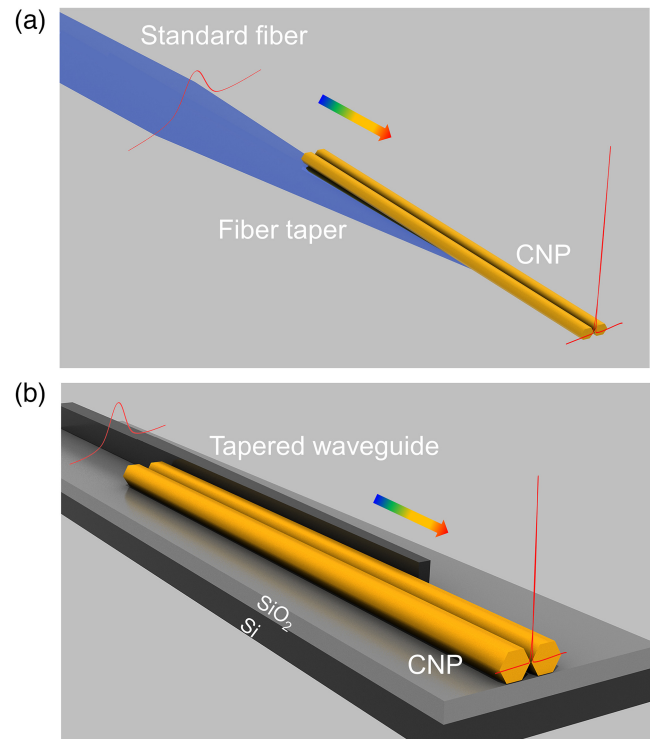 (a)
Standard fiber
Fiber taper
CNP
(b)
Tapered waveguide
SiO₂
Si
CNP